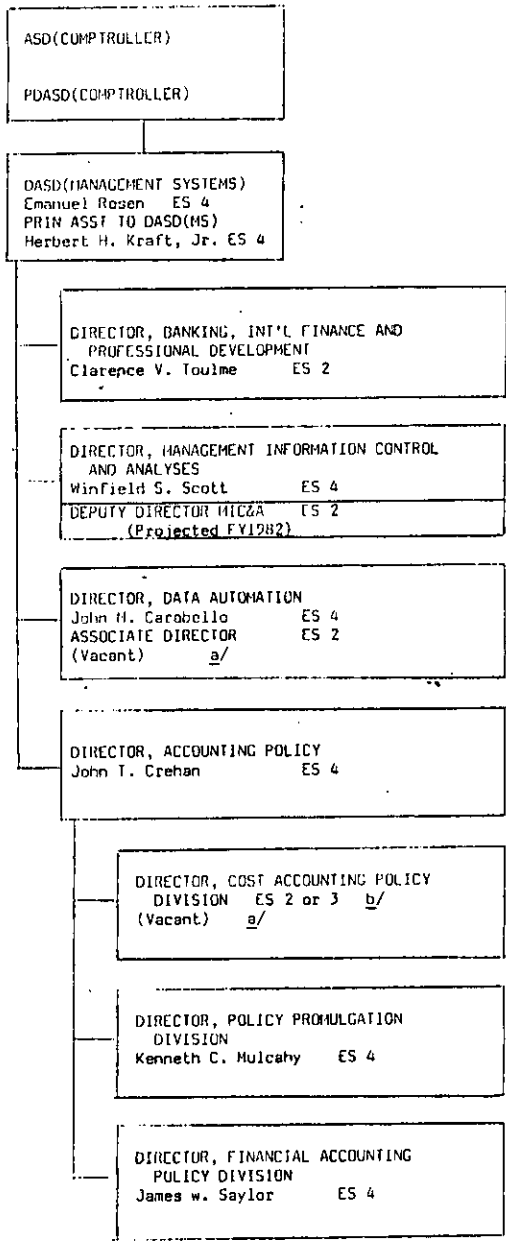 ASD(COMPTROLLER)
PDASD(COMPTROLLER)
DASD(MANAGEMENT SYSTEMS)
Emanuel Rosen ES 4
PRIN ASST TO DASD(MS)
Herbert H. Kraft, Jr. ES 4
DIRECTOR, BANKING, INT'L FINANCE AND
PROFESSIONAL DEVELOPMENT
Clarence V. Toulme ES 2
DIRECTOR, MANAGEMENT INFORMATION CONTROL
AND ANALYSES
Winfield S. Scott ES 4
DEPUTY DIRECTOR MIC&A ES 2
(Projected FY1982)
DIRECTOR, DATA AUTOMATION
John M. Carabello ES 4
ASSOCIATE DIRECTOR ES 2
(Vacant) a/
DIRECTOR, ACCOUNTING POLICY
John T. Crehan ES 4
DIRECTOR, COST ACCOUNTING POLICY
DIVISION ES 2 or 3 b/
(Vacant) a/
DIRECTOR, POLICY PROMULGATION
DIVISION
Kenneth C. Mulcahy ES 4
DIRECTOR, FINANCIAL ACCOUNTING
POLICY DIVISION
James w. Saylor ES 4